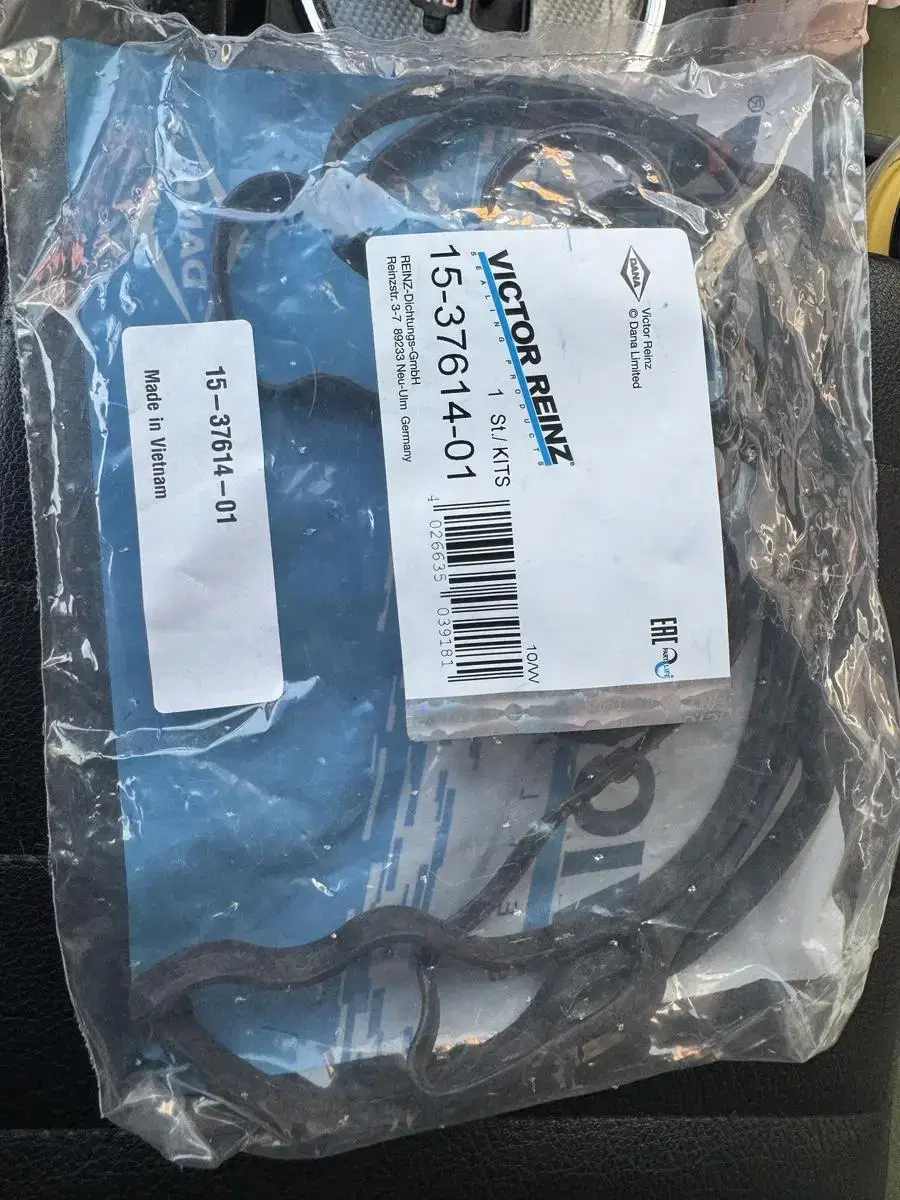 DANA
Victor Reinz
© Dana Limited
VICTOR REINZ®
SEALING PRODUCTS
1 St./KITS
15-37614-01
REINZ-Dichtungs-GmbH
Reinzstr. 3-7 89233 Neu-Ulm Germany
4 026635 039181
10/VV
EAC
15-37614-01
Made in Vietnam